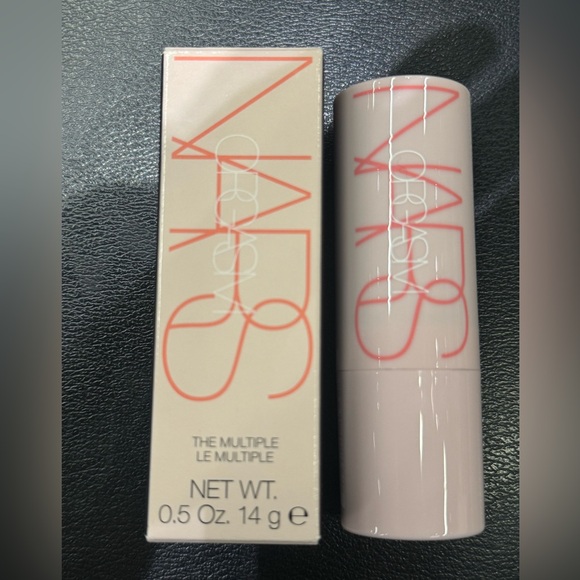 NARS
ORGASM
THE MULTIPLE
LE MULTIPLE
NET WT.
0.5 Oz. 14 g ℮
NARS
ORGASM